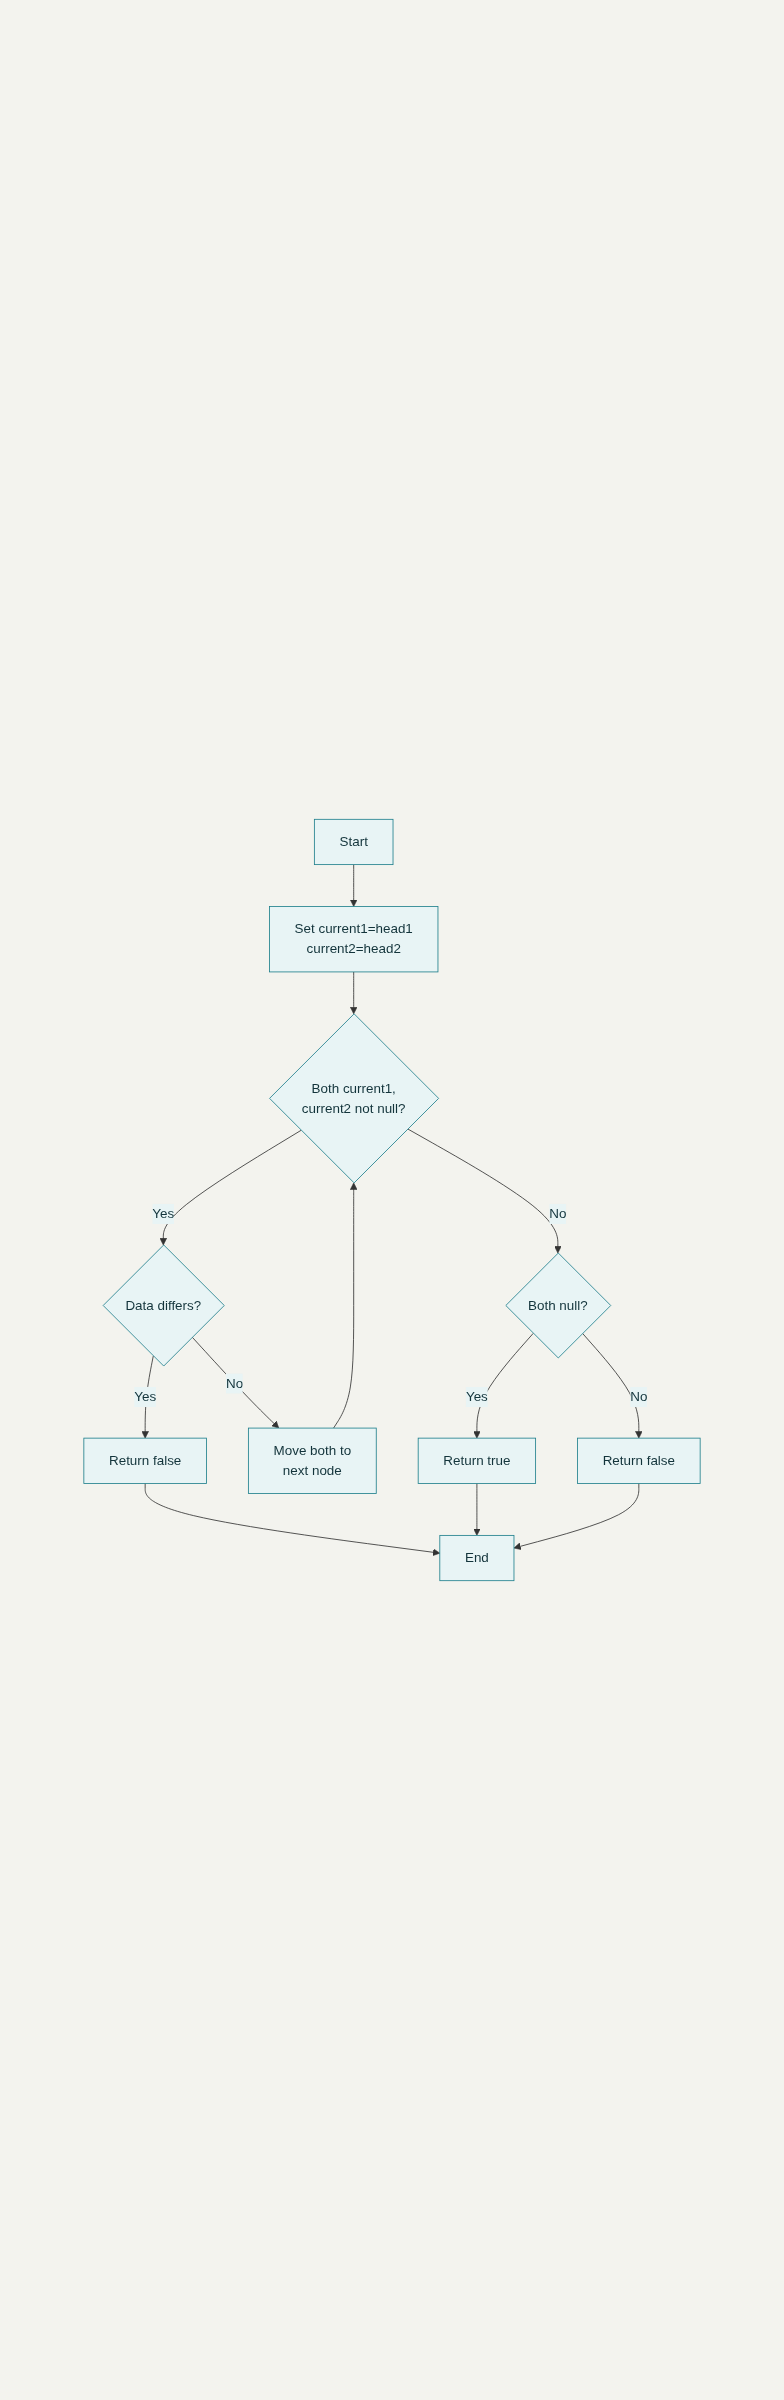 Start
Set current1=head1
current2=head2
Both current1,
current2 not null?
Yes
No
Data differs?
Both null?
Yes
No
Yes
No
Return false
Move both to
next node
Return true
Return false
End